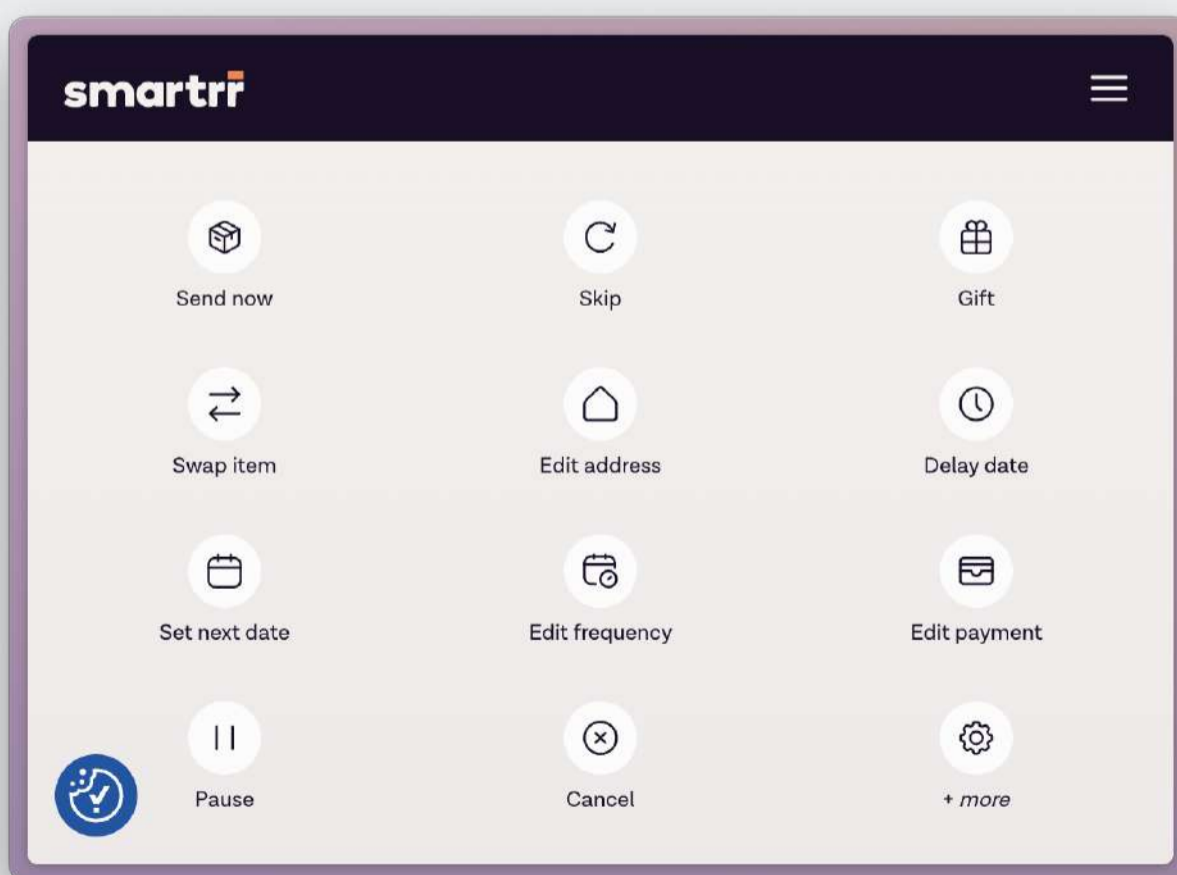 smartrr
Send now
Skip
Gift
Swap item
Edit address
Delay date
Set next date
Edit frequency
Edit payment
Pause
Cancel
+ more